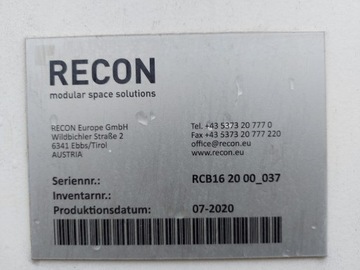 RECON
modular space solutions
RECON Europe GmbH
Wildbichler Straße 2
6341 Ebbs/Tirol
AUSTRIA
Tel. +43 5373 20 777 0
Fax +43 5373 20 777 220
office@recon.eu
www.recon.eu
Seriennr.: RCB16 20 00_037
Inventarnr.:
Produktionsdatum: 07-2020